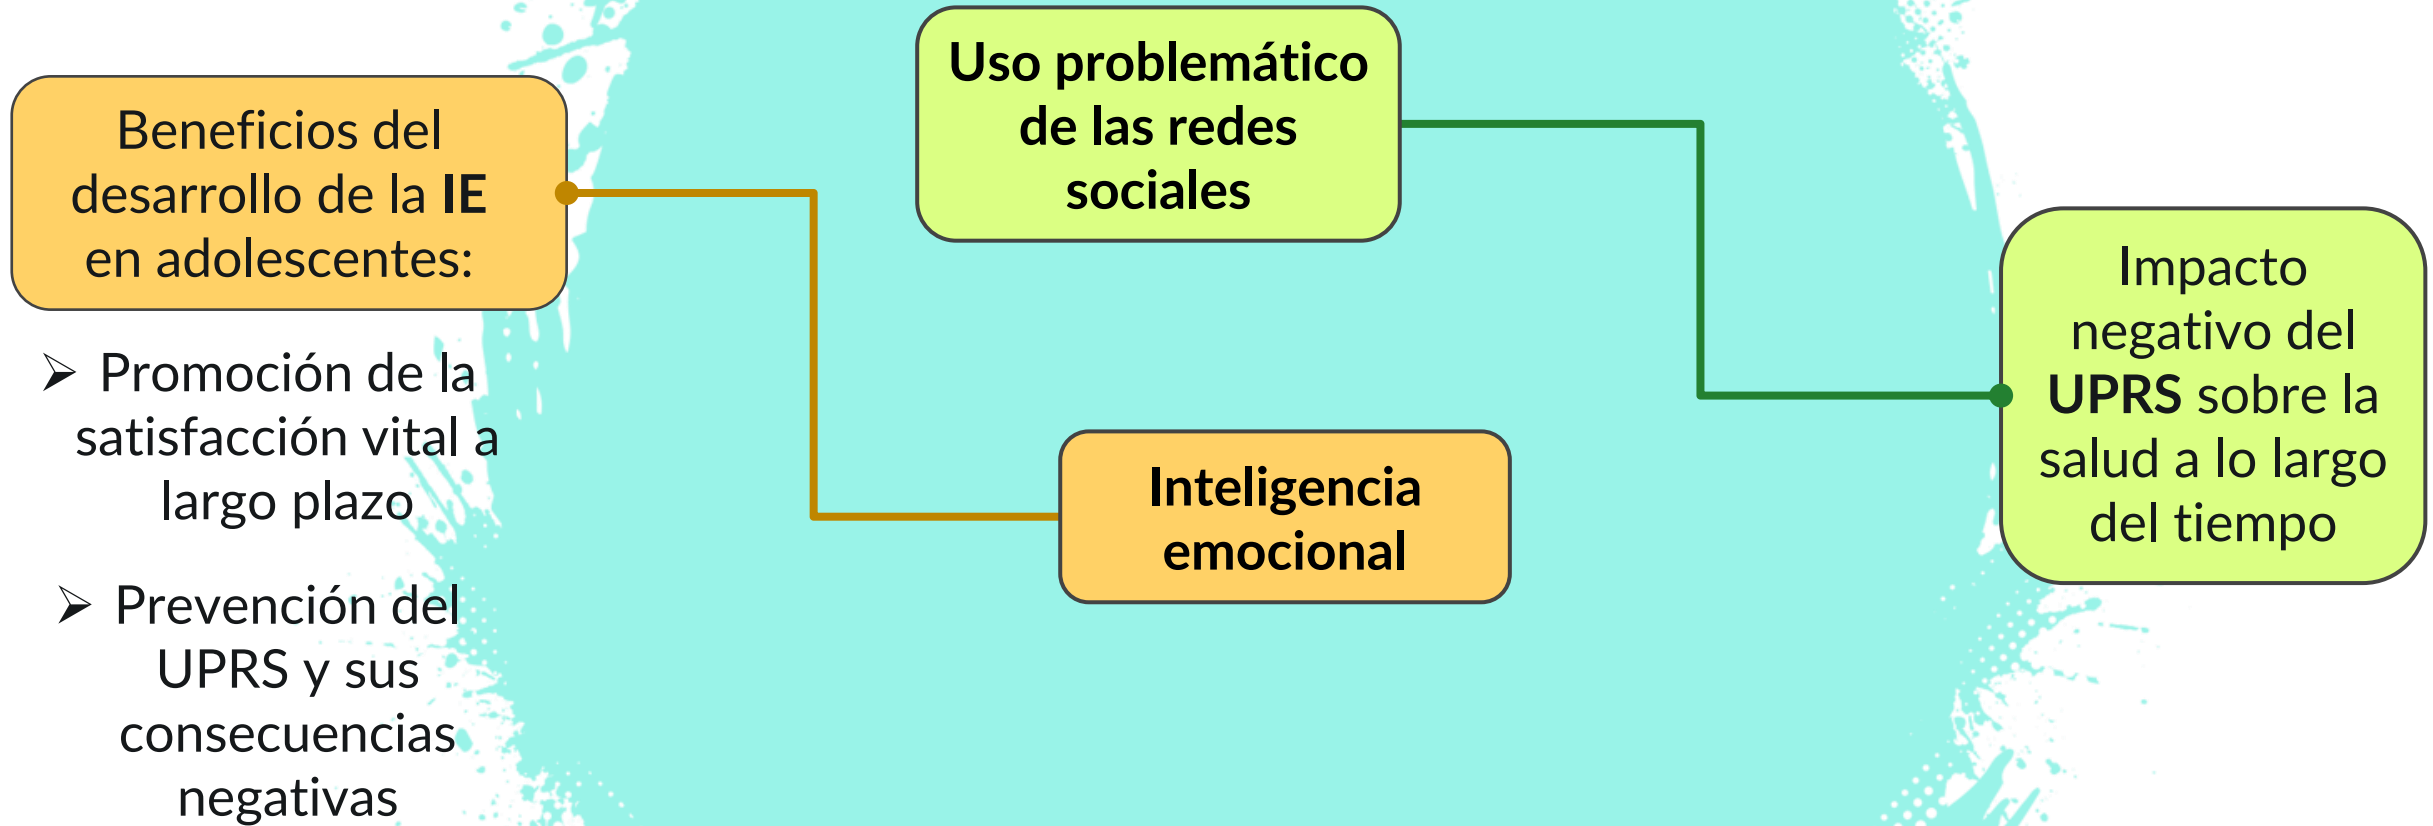 Uso problemático
de las redes
sociales
Beneficios del
desarrollo de la IE
en adolescentes:
➢ Promoción de la
satisfacción vital a
largo plazo
➢ Prevención del
UPRS y sus
consecuencias
negativas
Inteligencia
emocional
Impacto
negativo del
UPRS sobre la
salud a lo largo
del tiempo